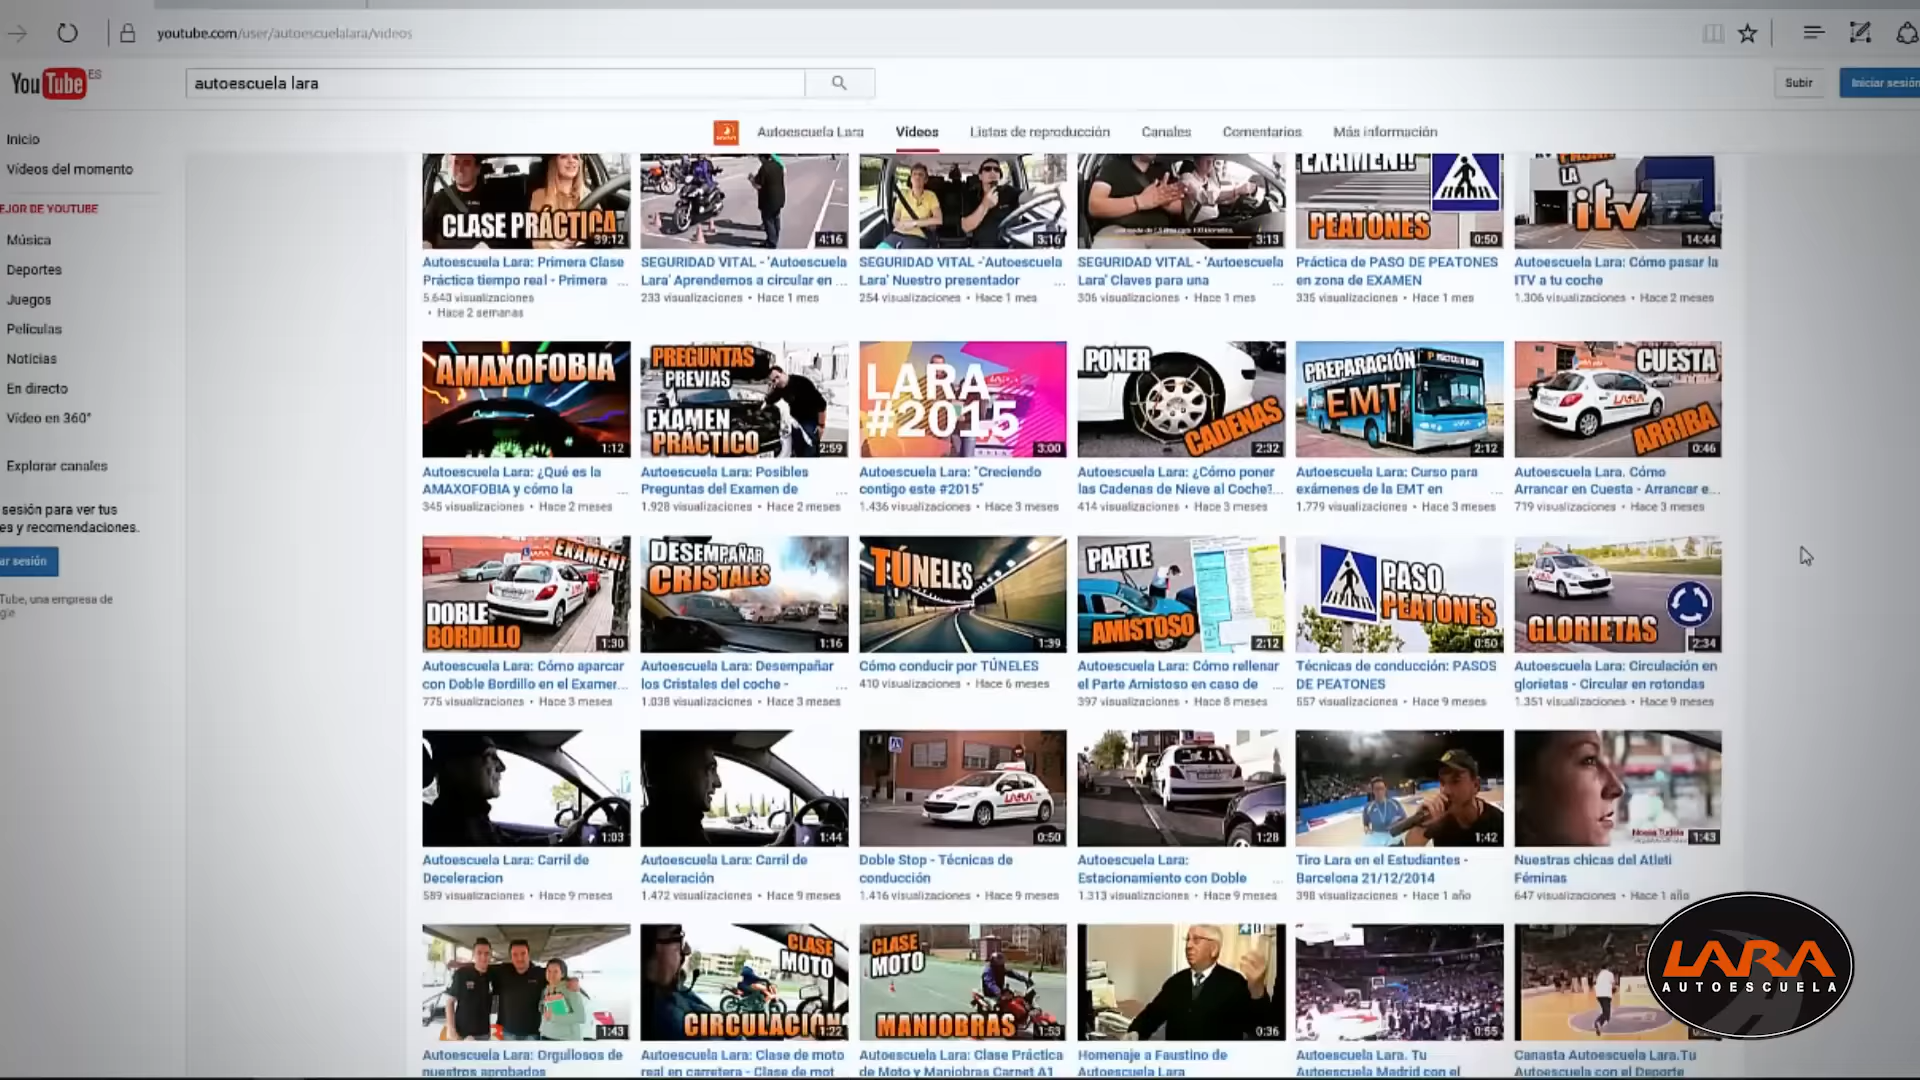 youtube.com/user/autoescuelalara/videos
YouTube ES
autoescuela lara
Subir
Iniciar sesión
Inicio
Vídeos del momento
EJOR DE YOUTUBE
Música
Deportes
Juegos
Películas
Noticias
En directo
Vídeo en 360°
Explorar canales
sesión para ver tus
es y recomendaciones.
ar sesión
Tube, una empresa de
gle
Autoescuela Lara
Vídeos
Listas de reproducción
Canales
Comentarios
Más información
CLASE PRÁCTICA
39:12
4:16
3:16
3:13
EXAMEN!!
PEATONES
0:50
PASAR
LA
itv
14:44
Autoescuela Lara: Primera Clase
Práctica tiempo real - Primera ...
5.640 visualizaciones
• Hace 2 semanas
SEGURIDAD VITAL - 'Autoescuela
Lara' Aprendemos a circular en ...
233 visualizaciones • Hace 1 mes
SEGURIDAD VITAL -'Autoescuela
Lara' Nuestro presentador ...
254 visualizaciones • Hace 1 mes
SEGURIDAD VITAL - 'Autoescuela
Lara' Claves para una ...
306 visualizaciones • Hace 1 mes
Práctica de PASO DE PEATONES
en zona de EXAMEN
335 visualizaciones • Hace 1 mes
Autoescuela Lara: Cómo pasar la
ITV a tu coche
1.306 visualizaciones • Hace 2 meses
AMAXOFOBIA
1:12
PREGUNTAS
PREVIAS
EXAMEN
PRÁCTICO
2:59
LARA
#2015
3:00
PONER
CADENAS
2:32
PREPARACIÓN
EMT
2:12
CUESTA
LARA
ARRIBA
0:46
Autoescuela Lara: ¿Qué es la
AMAXOFOBIA y cómo la ...
345 visualizaciones • Hace 2 meses
Autoescuela Lara: Posibles
Preguntas del Examen de ...
1.928 visualizaciones • Hace 2 meses
Autoescuela Lara: "Creciendo
contigo este #2015"
1.436 visualizaciones • Hace 3 meses
Autoescuela Lara: ¿Cómo poner
las Cadenas de Nieve al Coche?...
414 visualizaciones • Hace 3 meses
Autoescuela Lara: Curso para
exámenes de la EMT en ...
1.779 visualizaciones • Hace 3 meses
Autoescuela Lara. Cómo
Arrancar en Cuesta - Arrancar e...
719 visualizaciones • Hace 3 meses
EXAMEN!
DOBLE
BORDILLO
1:30
DESEMPAÑAR
CRISTALES
1:16
TÚNELES
1:39
PARTE
AMISTOSO
2:12
PASO
PEATONES
0:50
GLORIETAS
2:34
Autoescuela Lara: Cómo aparcar
con Doble Bordillo en el Examen...
775 visualizaciones • Hace 3 meses
Autoescuela Lara: Desempañar
los Cristales del coche - ...
1.038 visualizaciones • Hace 3 meses
Cómo conducir por TÚNELES
410 visualizaciones • Hace 6 meses
Autoescuela Lara: Cómo rellenar
el Parte Amistoso en caso de ...
397 visualizaciones • Hace 8 meses
Técnicas de conducción: PASOS
DE PEATONES
557 visualizaciones • Hace 9 meses
Autoescuela Lara: Circulación en
glorietas - Circular en rotondas
1.351 visualizaciones • Hace 9 meses
1:03
1:44
LARA
0:50
1:28
1:42
1:43
Autoescuela Lara: Carril de
Deceleracion
589 visualizaciones • Hace 9 meses
Autoescuela Lara: Carril de
Aceleración
1.472 visualizaciones • Hace 9 meses
Doble Stop - Técnicas de
conducción
1.416 visualizaciones • Hace 9 meses
Autoescuela Lara:
Estacionamiento con Doble ...
1.313 visualizaciones • Hace 9 meses
Tiro Lara en el Estudiantes -
Barcelona 21/12/2014
398 visualizaciones • Hace 1 año
Nuestras chicas del Atleti
Féminas
647 visualizaciones • Hace 1 año
1:43
CLASE
MOTO
CIRCULACIÓN
1:22
CLASE
MOTO
MANIOBRAS
1:53
0:36
0:55
LARA
AUTOESCUELA
Autoescuela Lara: Orgullosos de
nuestros aprobados
Autoescuela Lara: Clase de moto
real en carretera - Clase de mot
Autoescuela Lara: Clase Práctica
de Moto y Maniobras Carnet A1
Homenaje a Faustino de
Autoescuela Lara
Autoescuela Lara. Tu
Autoescuela Madrid con el
Canasta Autoescuela Lara.Tu
Autoescuela con el Deporte